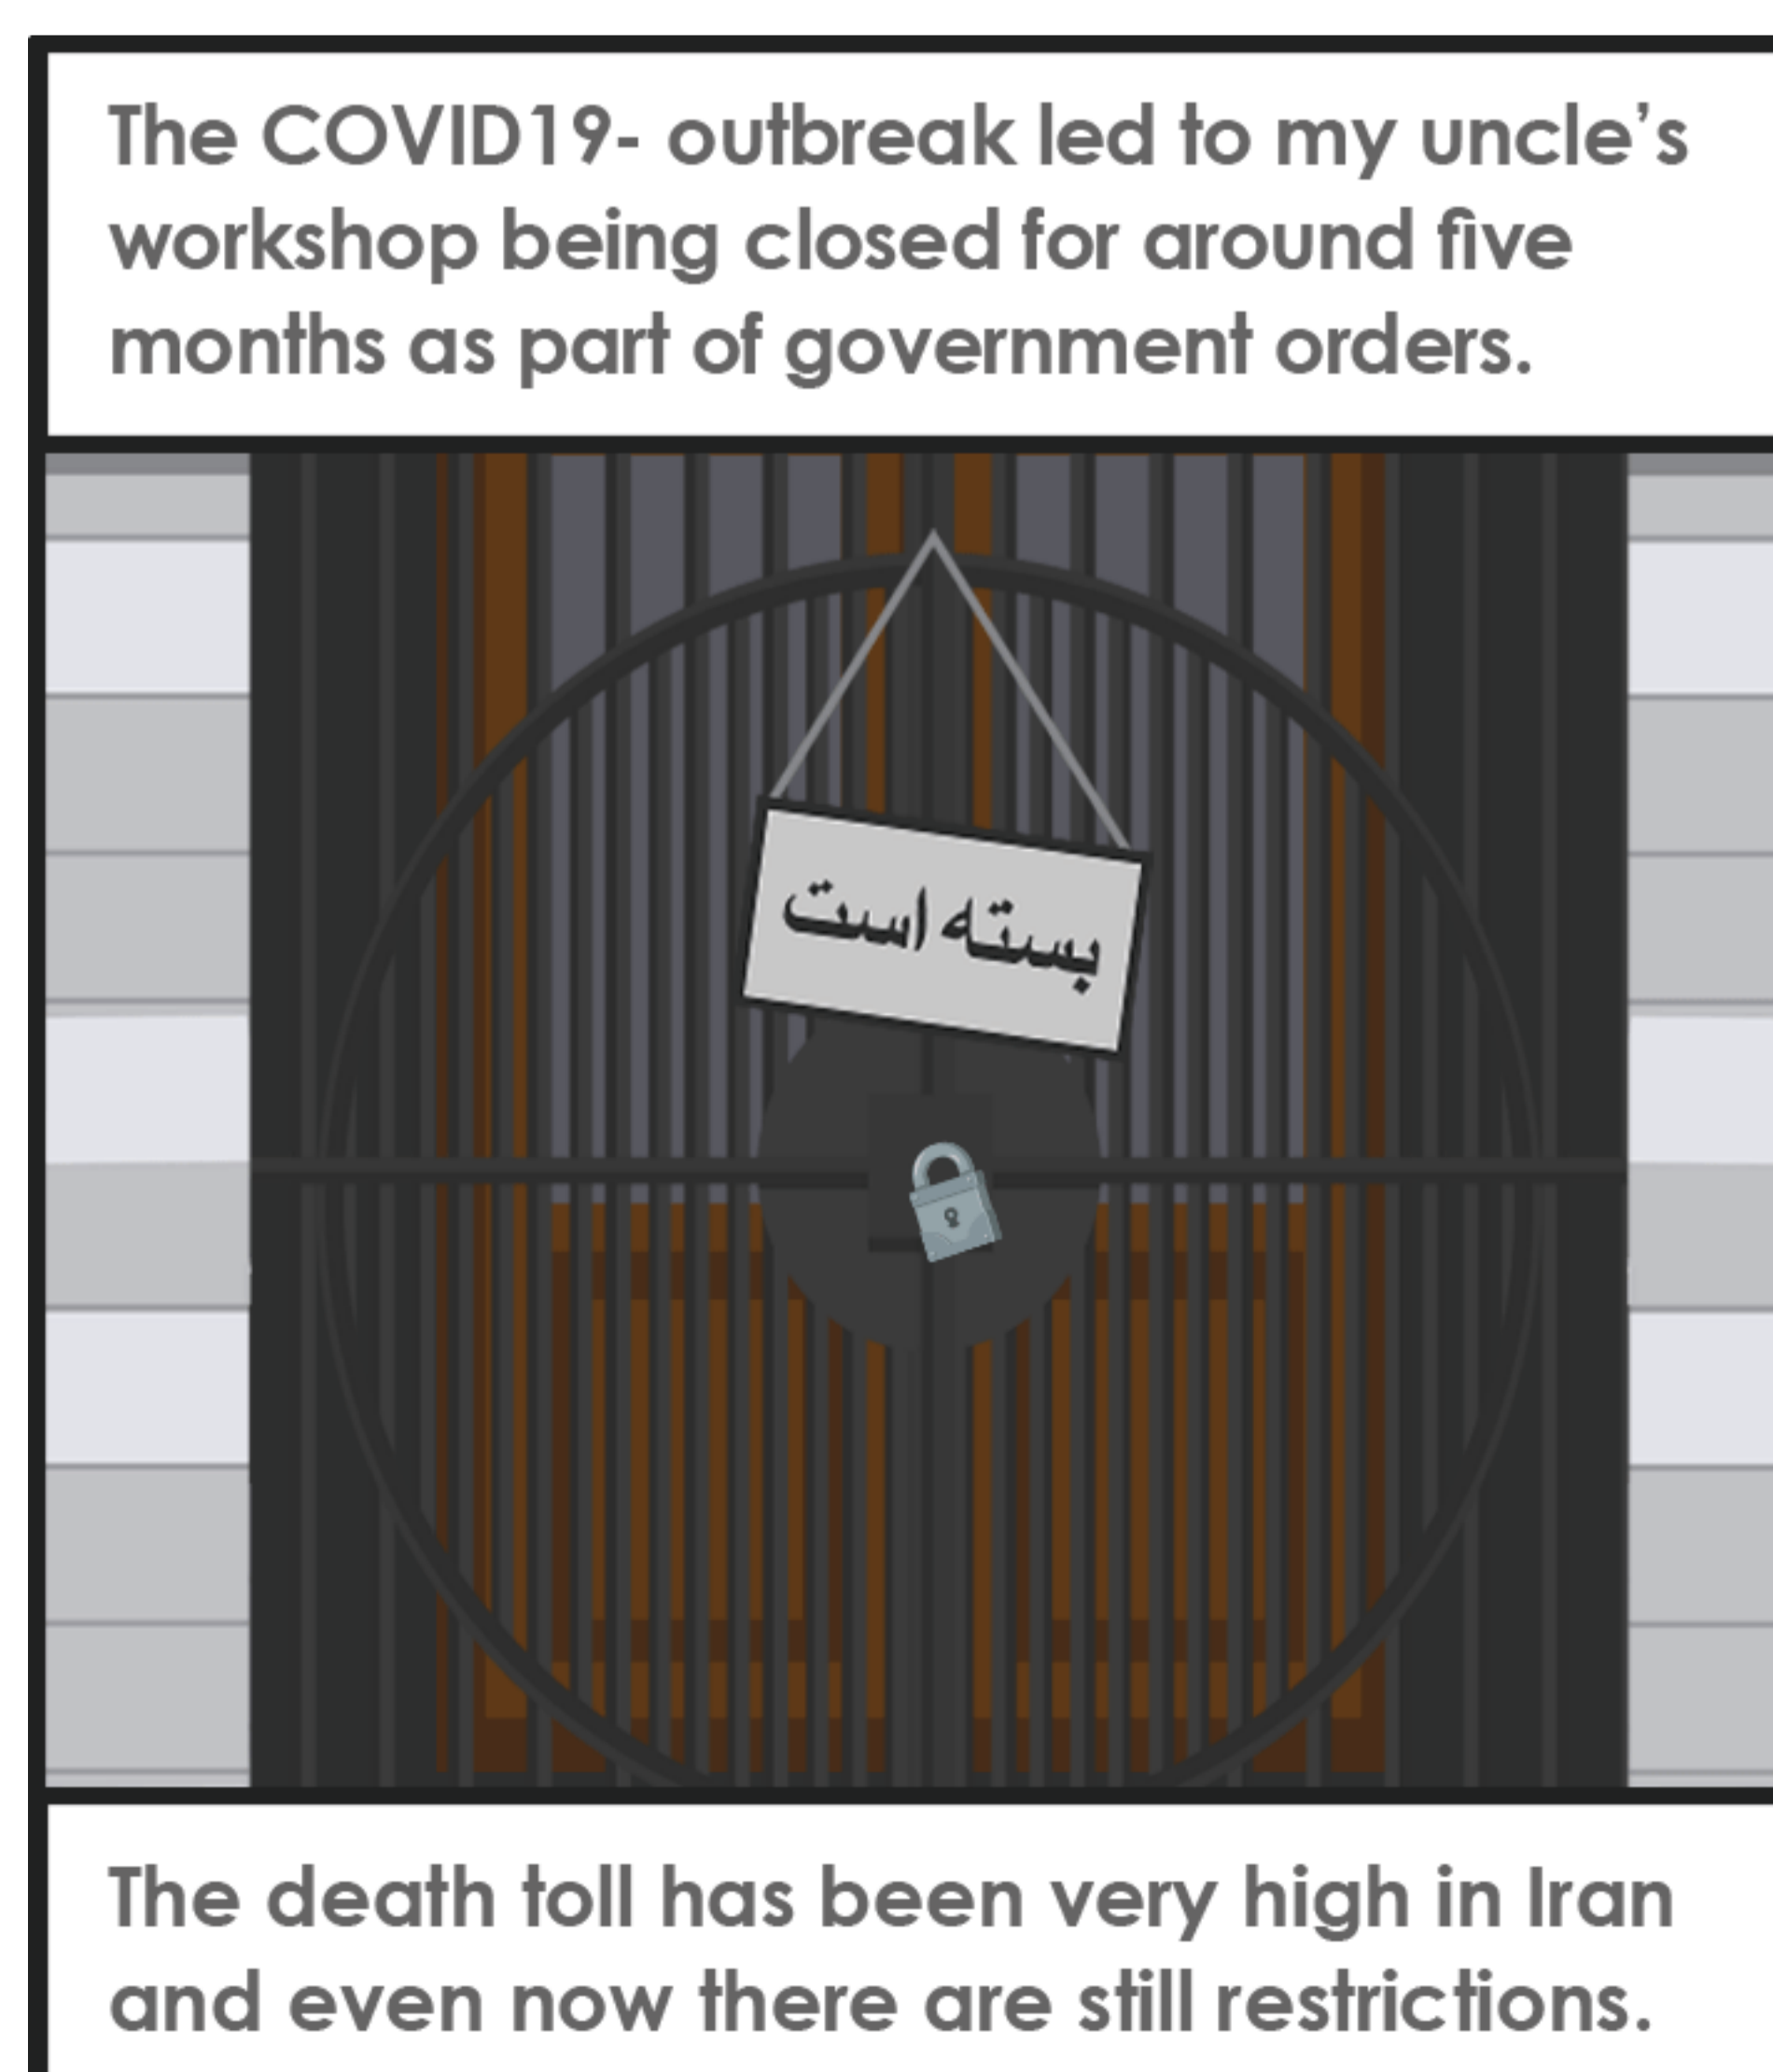 The COVID19- outbreak led to my uncle’s
workshop being closed for around five
months as part of government orders.
بسته است
The death toll has been very high in Iran
and even now there are still restrictions.